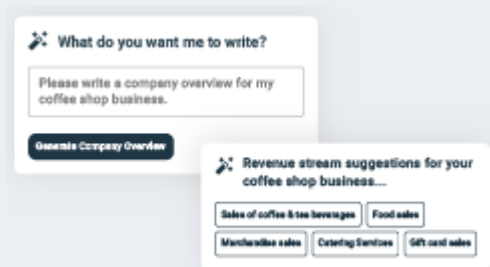 What do you want me to write?
Please write a company overview for my
coffee shop business.
Generate Company Overview
Revenue stream suggestions for your
coffee shop business...
Sales of coffee & tea beverages
Food sales
Merchandise sales
Catering Services
Gift card sales